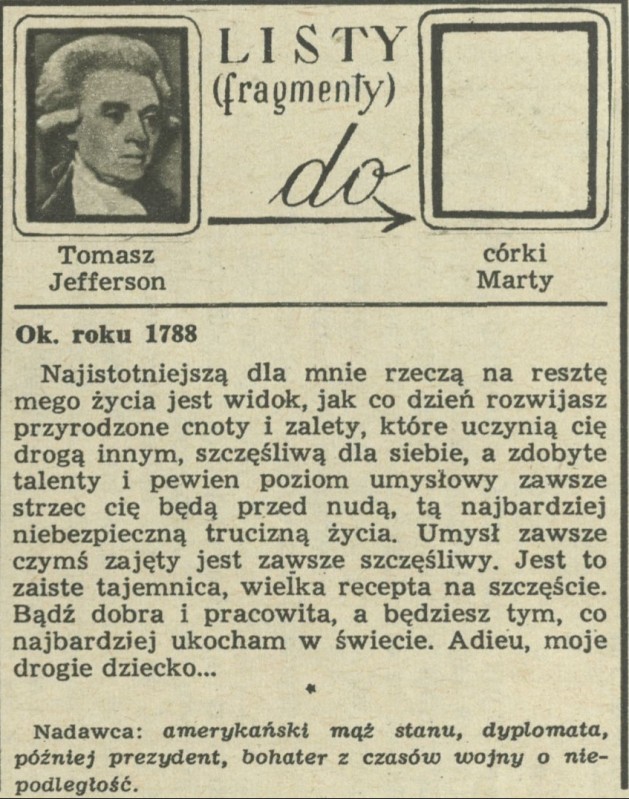 LISTY
(fragmenty)
do
Tomasz
Jefferson
córki
Marty
Ok. roku 1788
Najistotniejszą dla mnie rzeczą na resztę
mego życia jest widok, jak co dzień rozwijasz
przyrodzone cnoty i zalety, które uczynią cię
drogą innym, szczęśliwą dla siebie, a zdobyte
talenty i pewien poziom umysłowy zawsze
strzec cię będą przed nudą, tą najbardziej
niebezpieczną trucizną życia. Umysł zawsze
czymś zajęty jest zawsze szczęśliwy. Jest to
zaiste tajemnica, wielka recepta na szczęście.
Bądź dobra i pracowita, a będziesz tym, co
najbardziej ukocham w świecie. Adieu, moje
drogie dziecko...
*
Nadawca: amerykański mąż stanu, dyplomata,
później prezydent, bohater z czasów wojny o nie-
podległość.